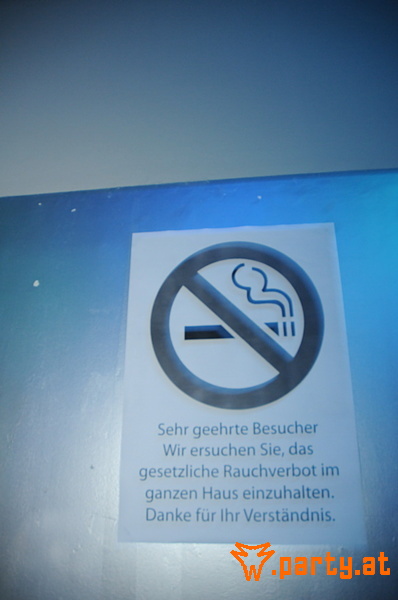 Sehr geehrte Besucher
Wir ersuchen Sie, das
gesetzliche Rauchverbot im
ganzen Haus einzuhalten.
Danke für Ihr Verständnis.
w.party.at